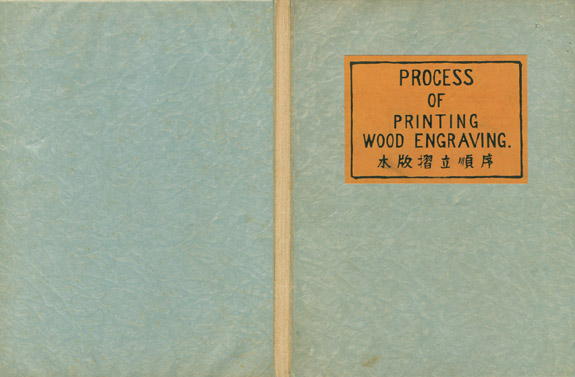 PROCESS
OF
PRINTING
WOOD ENGRAVING.
木版摺立順序